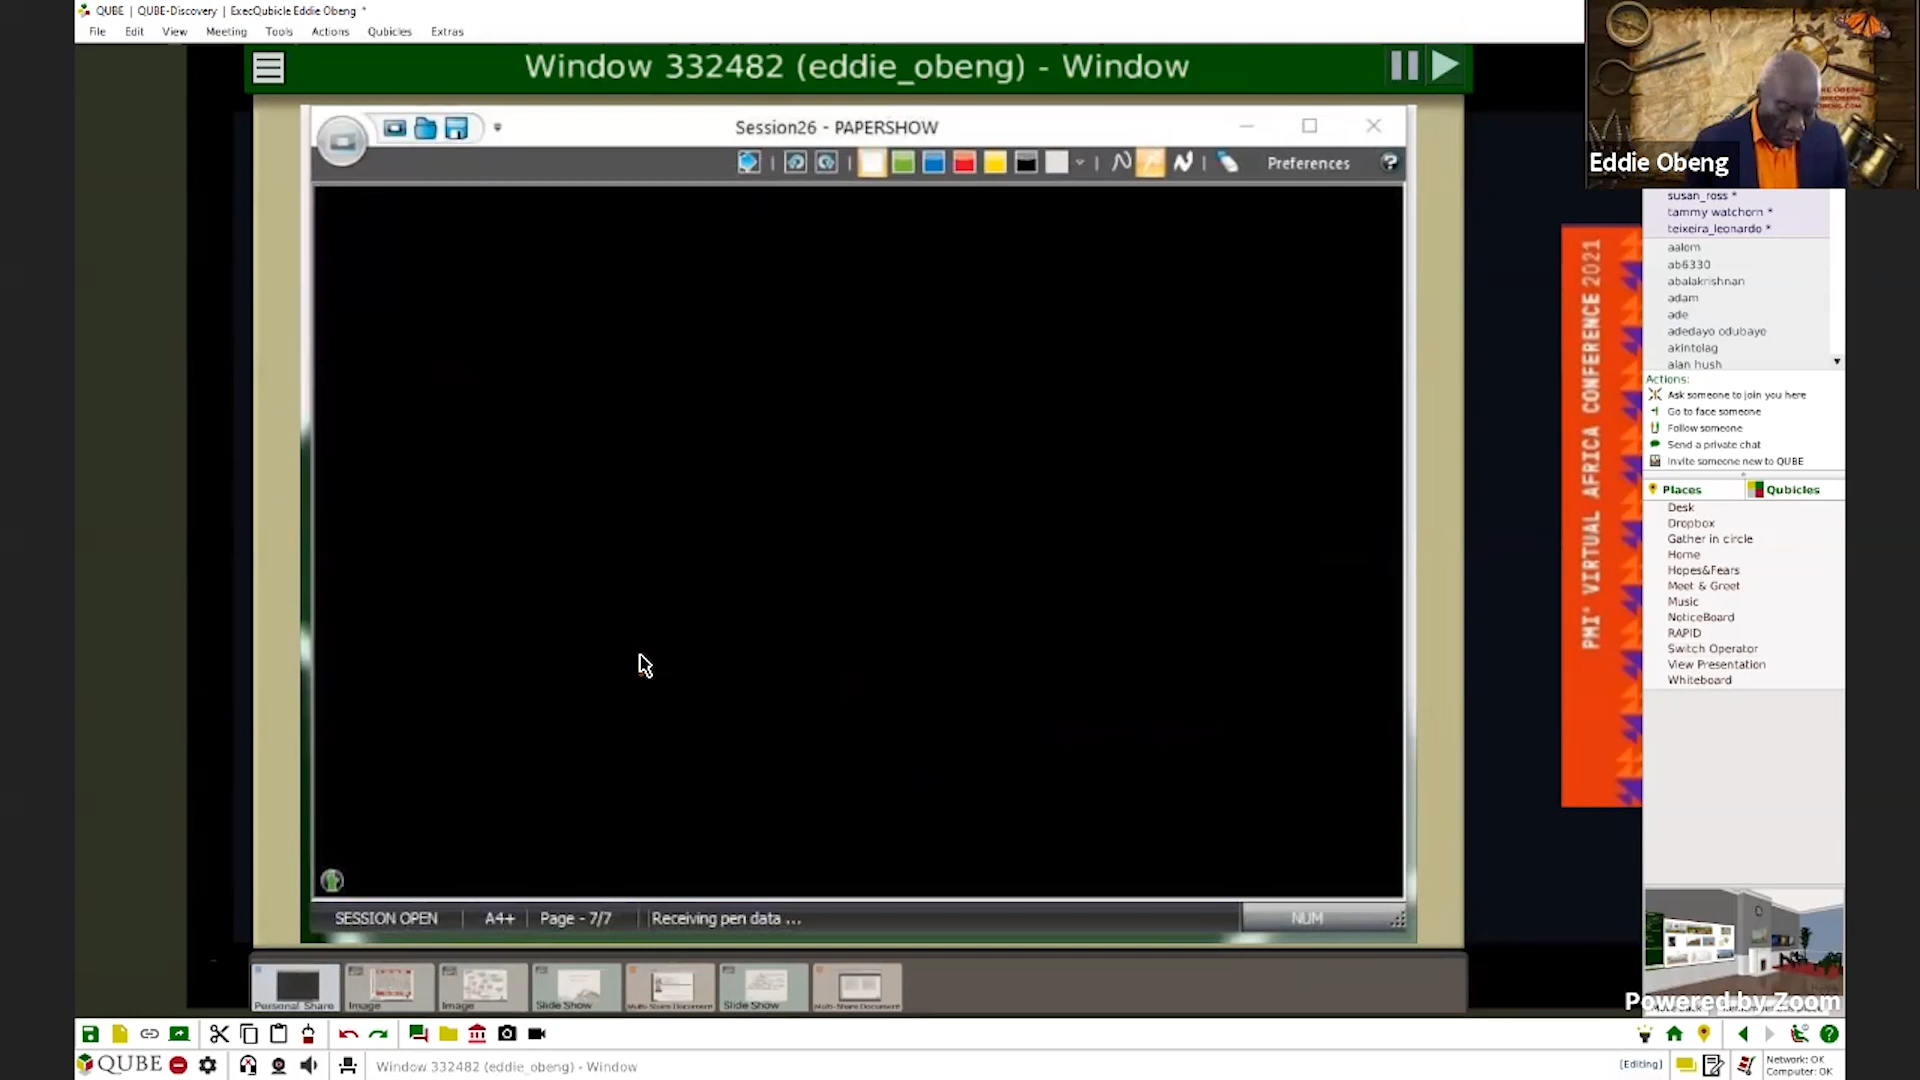 QUBE | QUBE-Discovery | ExecQubicle Eddie Obeng *
File Edit View Meeting Tools Actions Qubicles Extras
Window 332482 (eddie_obeng) - Window
Session26 - PAPERSHOW
Preferences
Eddie Obeng
susan_ross *
tammy watchorn *
teixeira_leonardo *
aalom
ab6330
abalakrishnan
adam
ade
adedayo odubayo
akintolag
alan hush
Actions:
Ask someone to join you here
Go to face someone
Follow someone
Send a private chat
Invite someone new to QUBE
Places Qubicles
Desk
Dropbox
Gather in circle
Home
Hopes&Fears
Meet & Greet
Music
NoticeBoard
RAPID
Switch Operator
View Presentation
Whiteboard
PMI® VIRTUAL AFRICA CONFERENCE 2021
SESSION OPEN A4+ Page - 7/7 Receiving pen data ... NUM
Personal Share Image Image Slide Show Multi-Share Document Slide Show Multi-Share Document
Powered by Zoom
QUBE Window 332482 (eddie_obeng) - Window [Editing]
Network: OK
Computer: OK